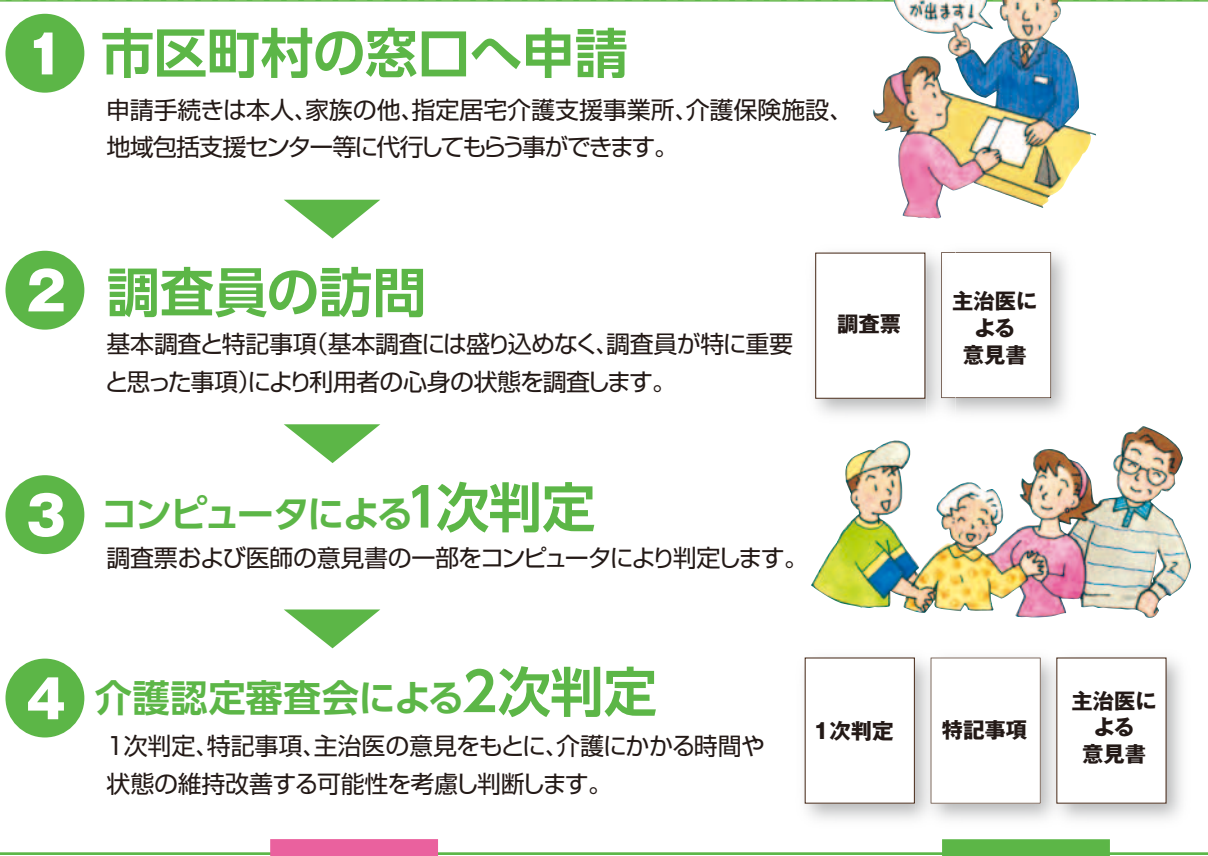 が出ます!
1 市区町村の窓口へ申請
申請手続きは本人、家族の他、指定居宅介護支援事業所、介護保険施設、
地域包括支援センター等に代行してもらう事ができます。
2 調査員の訪問
基本調査と特記事項(基本調査には盛り込めなく、調査員が特に重要
と思った事項)により利用者の心身の状態を調査します。
調査票
主治医に
よる
意見書
3 コンピュータによる1次判定
調査票および医師の意見書の一部をコンピュータにより判定します。
4 介護認定審査会による2次判定
1次判定、特記事項、主治医の意見をもとに、介護にかかる時間や
状態の維持改善する可能性を考慮し判断します。
1次判定
特記事項
主治医に
よる
意見書